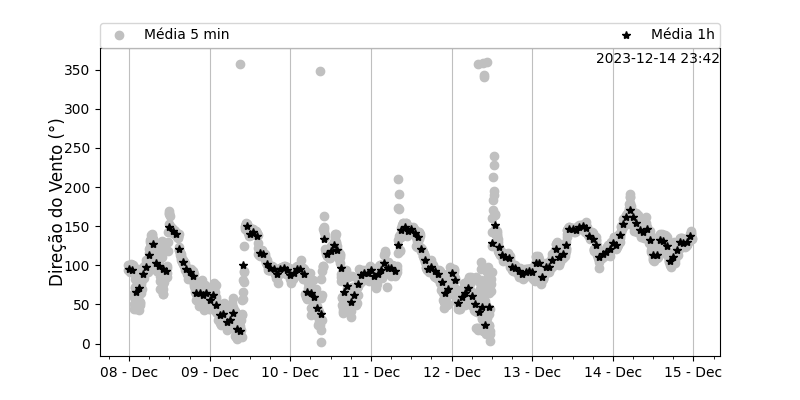 Média 5 min
Média 1h
2023-12-14 23:42
Direção do Vento (°)
350
300
250
200
150
100
50
0
08 - Dec
09 - Dec
10 - Dec
11 - Dec
12 - Dec
13 - Dec
14 - Dec
15 - Dec